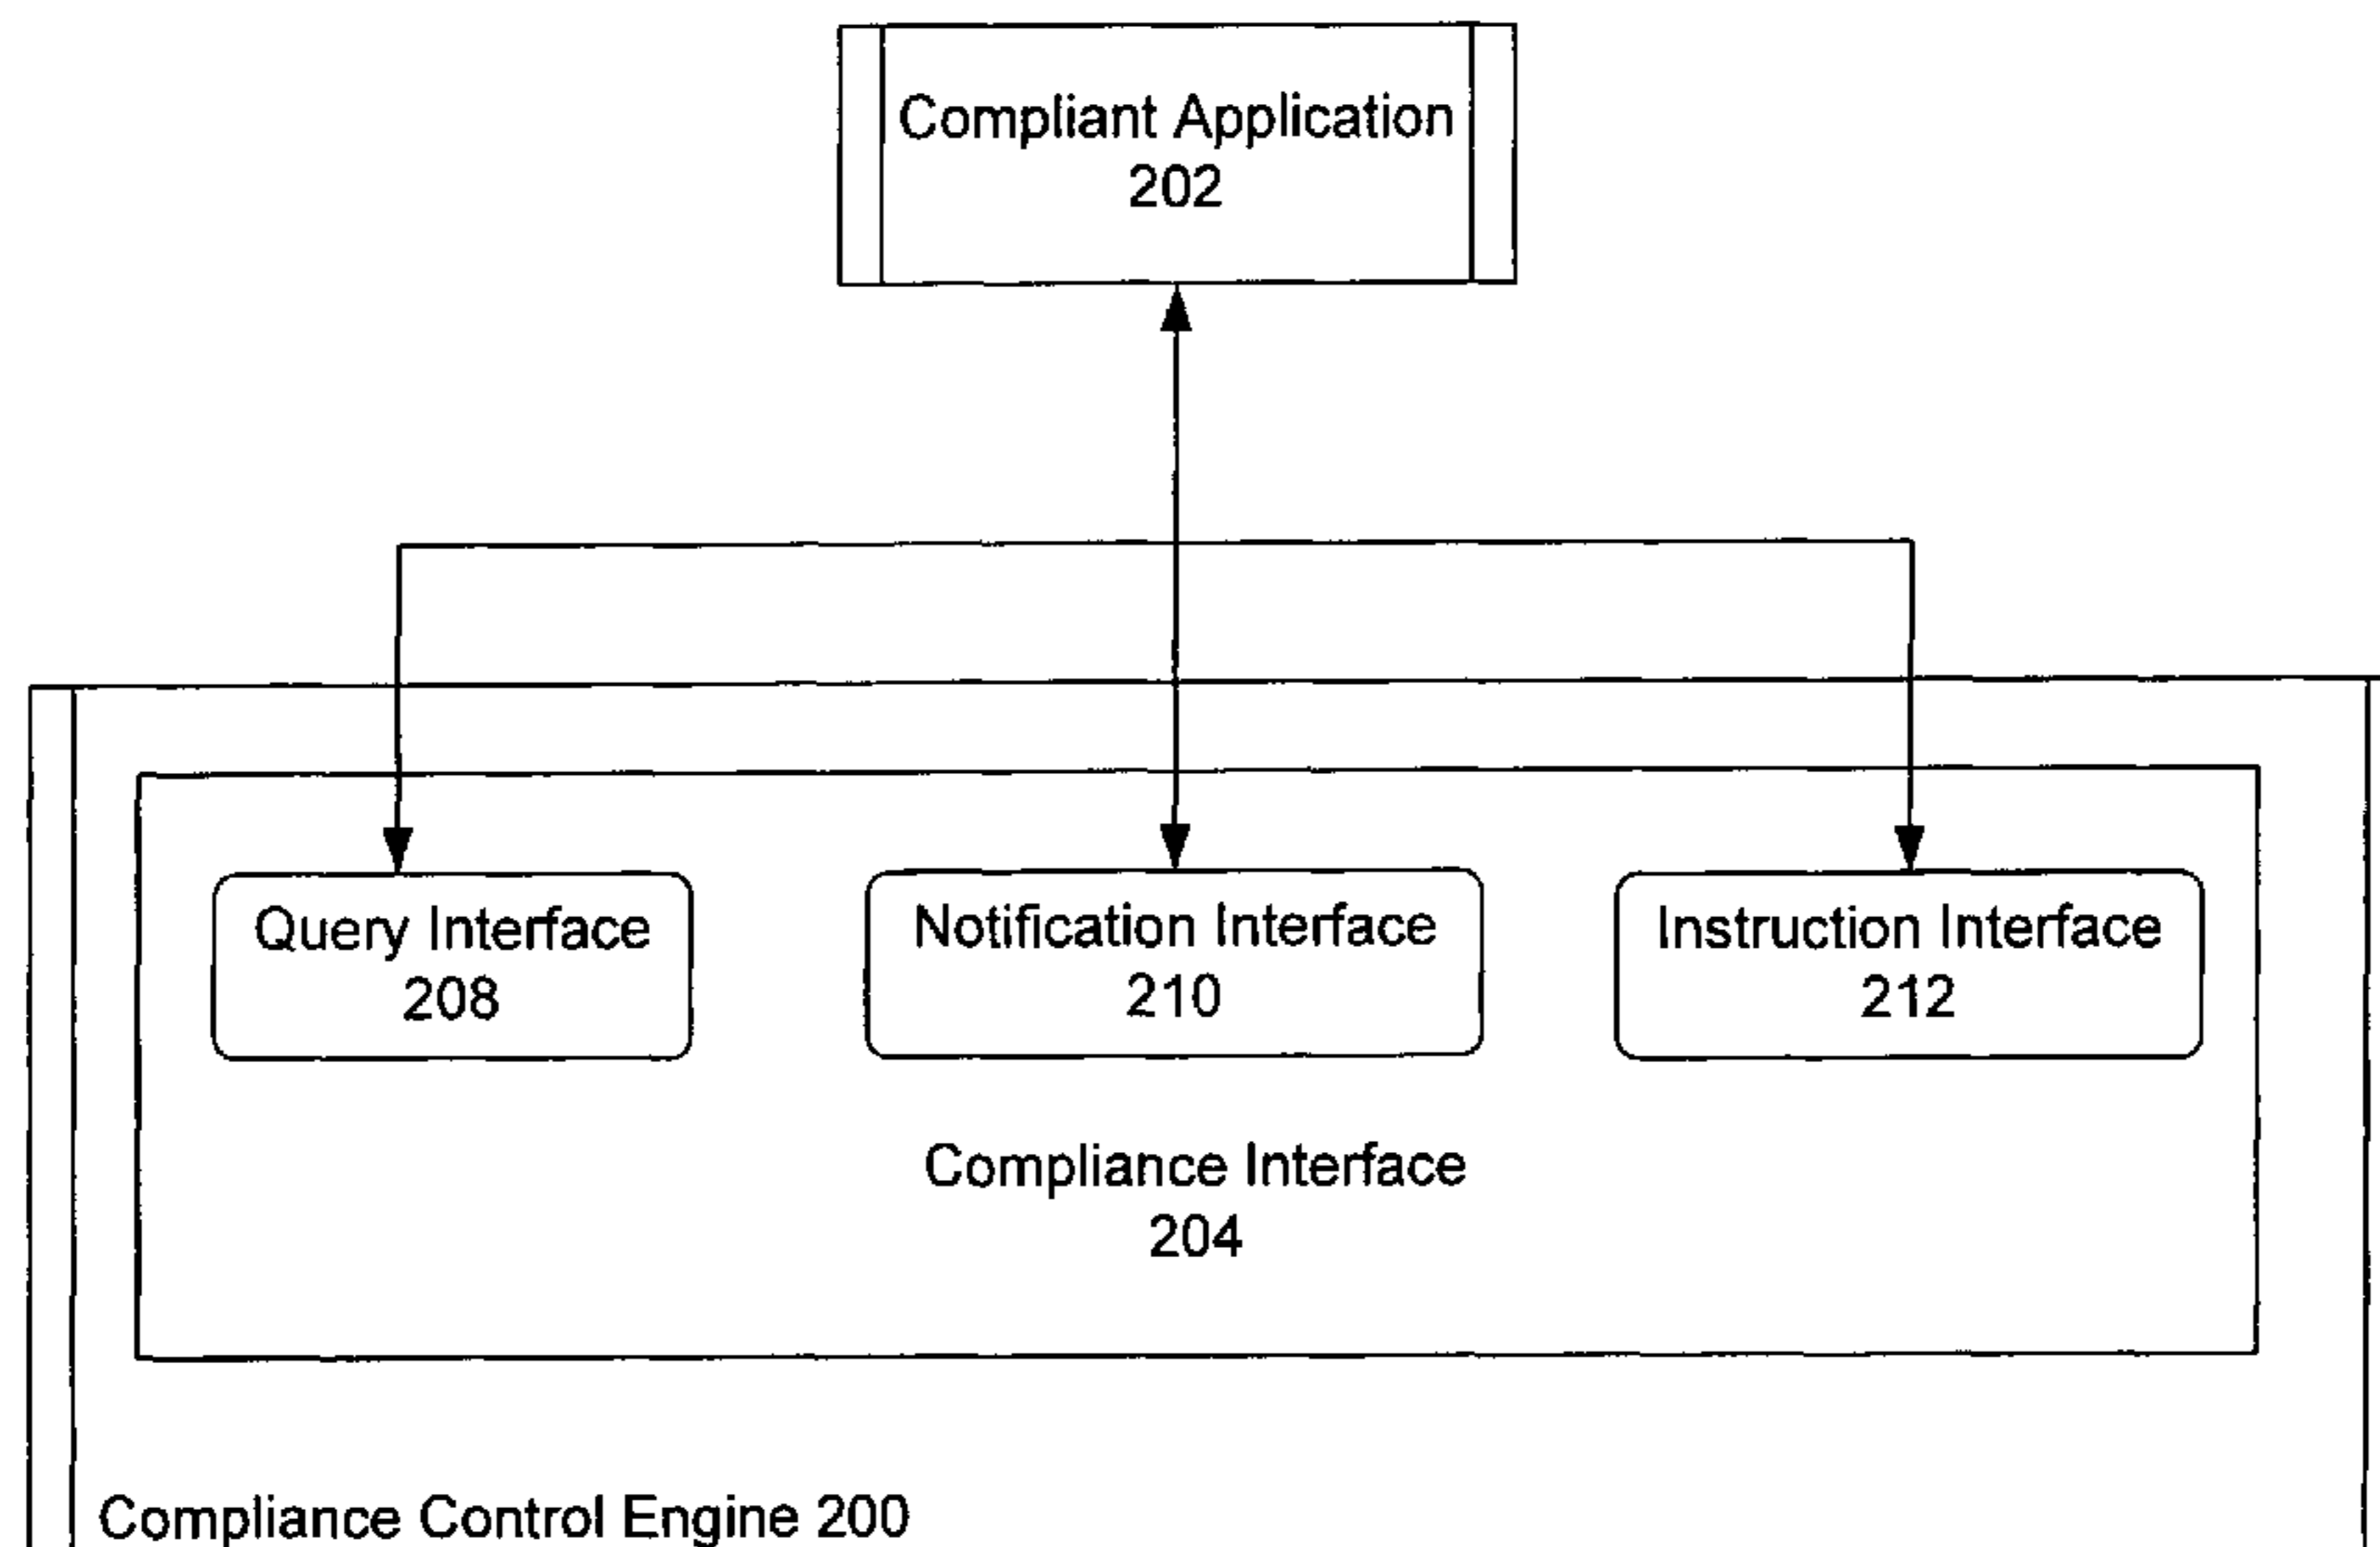 Compliant Application
202
Query Interface
208
Notification Interface
210
Instruction Interface
212
Compliance Interface
204
Compliance Control Engine 200